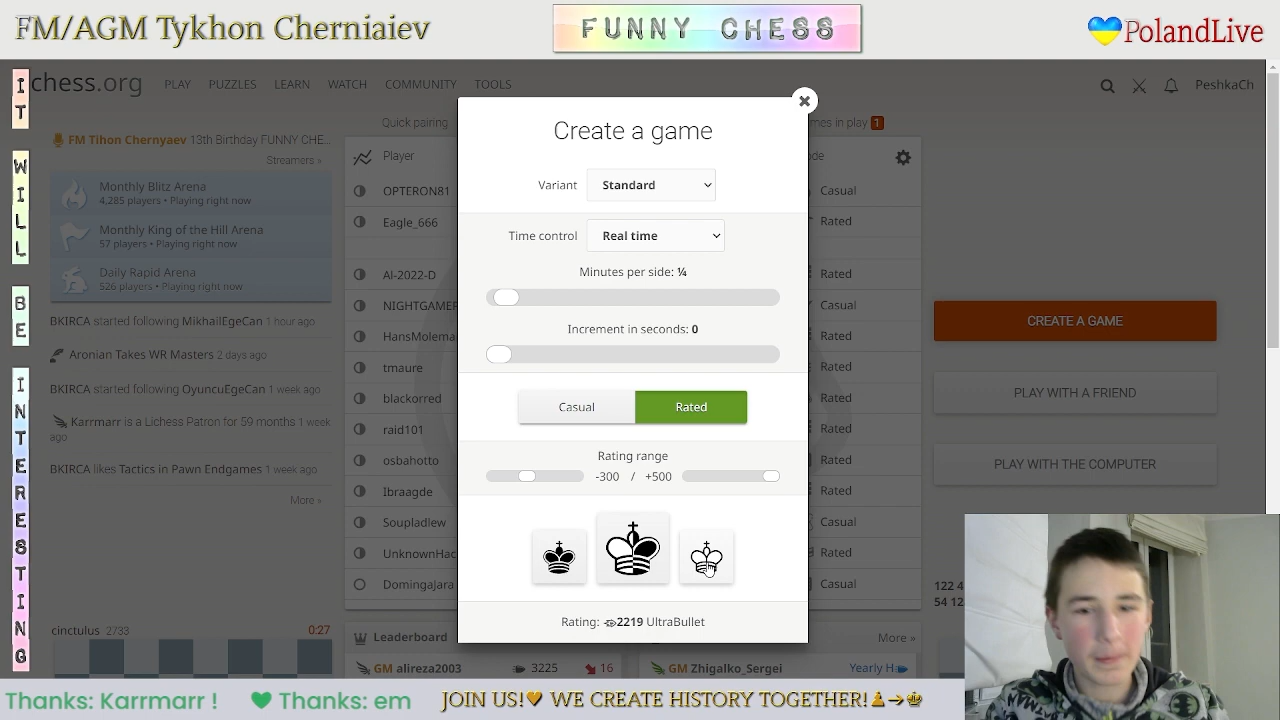 FM/AGM Tykhon Cherniaiev
FUNNY CHESS
PolandLive
IT WILL BE INTERESTING
chess.org
PLAY PUZZLES LEARN WATCH COMMUNITY TOOLS
PeshkaCh
FM Tihon Chernyaev 13th Birthday FUNNY CHE...
Streamers »
Monthly Blitz Arena
4,285 players • Playing right now
Monthly King of the Hill Arena
57 players • Playing right now
Daily Rapid Arena
526 players • Playing right now
BKIRCA started following MikhailEgeCan 1 hour ago
Aronian Takes WR Masters 2 days ago
BKIRCA started following OyuncuEgeCan 1 week ago
Karrmarr is a Lichess Patron for 59 months 1 week
ago
BKIRCA likes Tactics in Pawn Endgames 1 week ago
More »
cinctulus 2733
0:27
Quick pairing
Player
OPTERON81
Eagle_666
AI-2022-D
NIGHTGAMER
HansMolema
tmaure
blackorred
raid101
osbahotto
Ibraagde
Soupladlew
UnknownHac
DomingaJara
Create a game
Variant Standard
Time control Real time
Minutes per side: ¼
Increment in seconds: 0
Casual Rated
Rating range
-300 / +500
Rating: 2219 UltraBullet
mes in play 1
ode
Casual
Rated
Rated
Casual
Rated
Rated
Rated
Rated
Rated
Rated
Casual
Rated
Casual
CREATE A GAME
PLAY WITH A FRIEND
PLAY WITH THE COMPUTER
122 4
54 12
Leaderboard
More »
GM alireza2003 3225 16
GM Zhigalko_Sergei Yearly H
Thanks: Karrmarr ! Thanks: em
JOIN US! WE CREATE HISTORY TOGETHER!